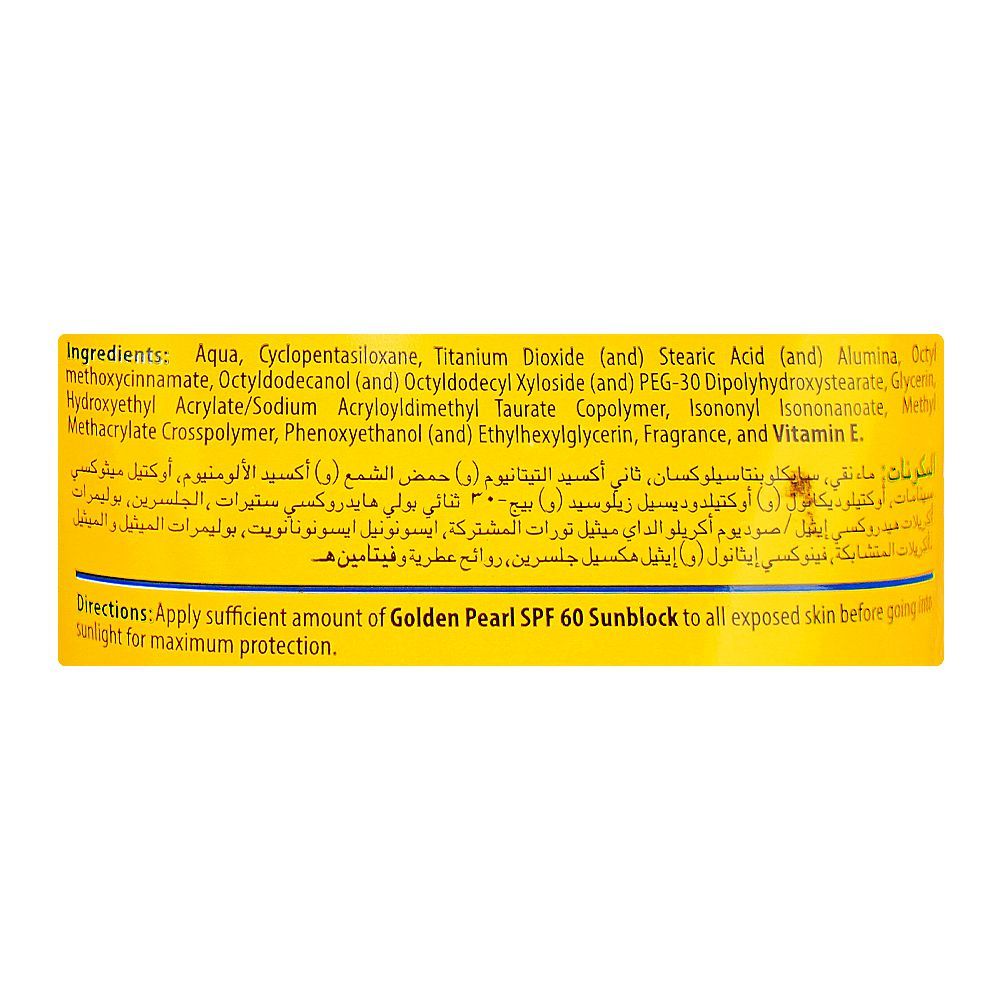 Ingredients: Aqua, Cyclopentasiloxane, Titanium Dioxide (and) Stearic Acid (and) Alumina, Octyl
methoxycinnamate, Octyldodecanol (and) Octyldodecyl Xyloside (and) PEG-30 Dipolyhydroxystearate, Glycerin,
Hydroxyethyl Acrylate/Sodium Acryloyldimethyl Taurate Copolymer, Isononyl Isononanoate, Methyl
Methacrylate Crosspolymer, Phenoxyethanol (and) Ethylhexylglycerin, Fragrance, and Vitamin E.
المكونات: ماء نقي، سايكلوبنتاسيلوكسان، ثاني أكسيد التيتانيوم (و) حمض الشمع (و) أكسيد الألومنيوم، أوكتيل ميثوكسي
سينامات، أوكتيلوديكانول (و) أوكتيلدوديسيل زيلوسيد (و) بيج-٣٠ ثنائي بولي هايدروكسي ستيرات، الجلسرين، بوليمرات
أكريلات هيدروكسي إيثيل / صوديوم أكريلو الداي ميثيل تورات المشتركة، ايسونونيل ايسونونانويت، بوليمرات الميثيل والميثيل
أكريلات المتشابكة، فينوكسي إيثانول (و) إيثيل هكسيل جلسرين، روائح عطرية و فيتامين هـ.
Directions: Apply sufficient amount of Golden Pearl SPF 60 Sunblock to all exposed skin before going into
sunlight for maximum protection.